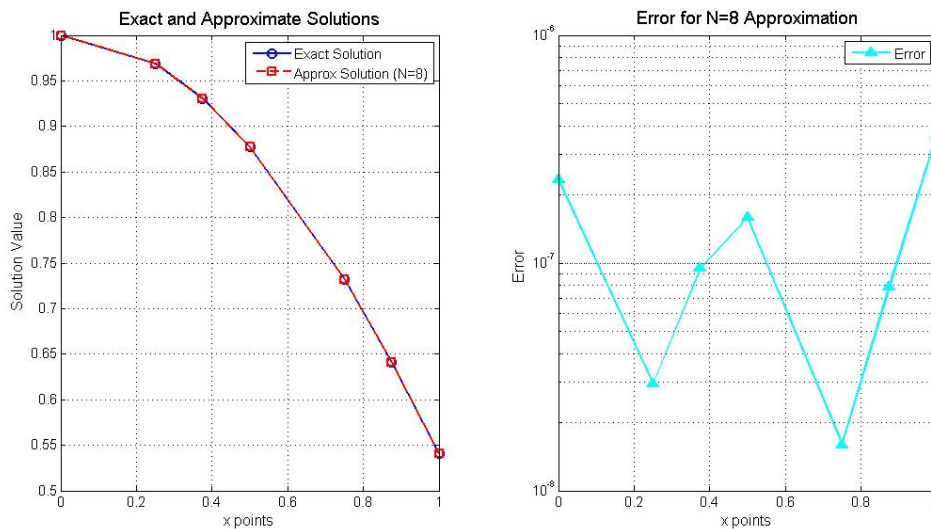 Exact and Approximate Solutions
Exact Solution
Approx Solution (N=8)
Solution Value
1
0.95
0.9
0.85
0.8
0.75
0.7
0.65
0.6
0.55
0.5
0
0.2
0.4
0.6
0.8
1
x points
Error for N=8 Approximation
Error
Error
10^-6
10^-7
10^-8
0
0.2
0.4
0.6
0.8
x points